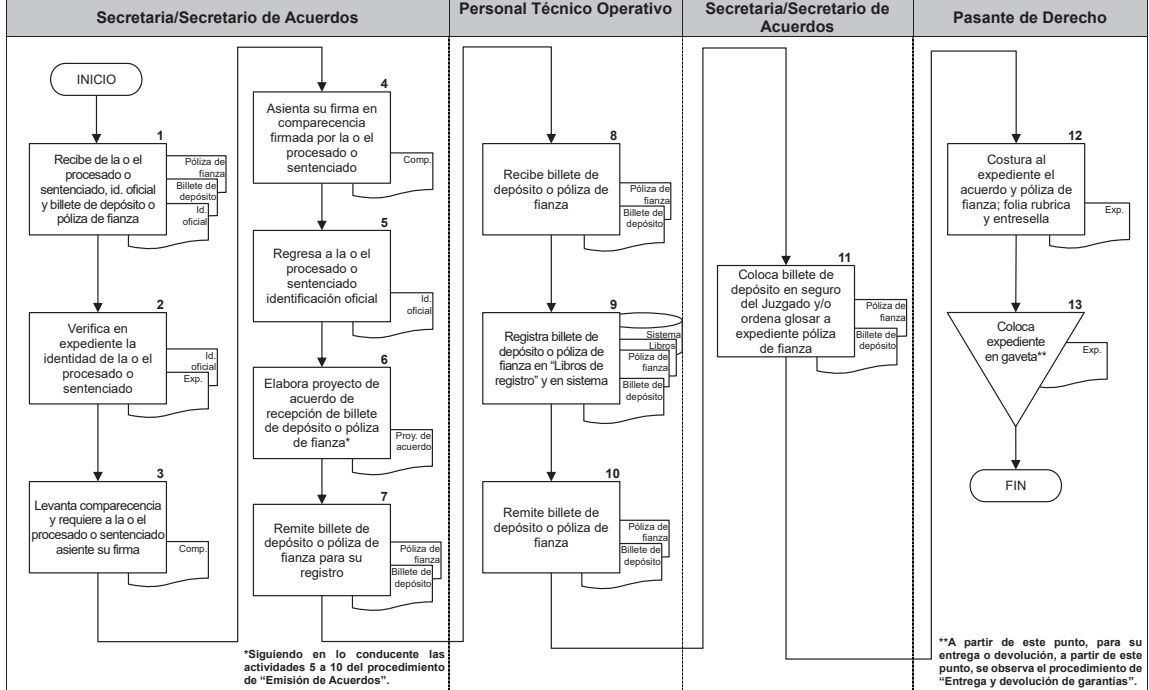 Secretaria/Secretario de Acuerdos
Personal Técnico Operativo
Secretaria/Secretario de
Acuerdos
Pasante de Derecho
INICIO
1
Recibe de la o el
procesado o
sentenciado, id. oficial
y billete de depósito o
póliza de fianza
Póliza de
fianza
Billete de
depósito
Id.
oficial
2
Verifica en
expediente la
identidad de la o el
procesado o
sentenciado
Id.
oficial
Exp.
3
Levanta comparecencia
y requiere a la o el
procesado o sentenciado
asiente su firma
Comp.
4
Asienta su firma en
comparecencia
firmada por la o el
procesado o
sentenciado
Comp.
5
Regresa a la o el
procesado o
sentenciado
identificación oficial
Id.
oficial
6
Elabora proyecto de
acuerdo de
recepción de billete
de depósito o póliza
de fianza*
Proy. de
acuerdo
7
Remite billete de
depósito o póliza de
fianza para su
registro
Póliza de
fianza
Billete de
depósito
*Siguiendo en lo conducente las
actividades 5 a 10 del procedimiento
de “Emisión de Acuerdos”.
8
Recibe billete de
depósito o póliza de
fianza
Póliza de
fianza
Billete de
depósito
9
Registra billete de
depósito o póliza de
fianza en “Libros de
registro” y en sistema
Sistema
Libros
Póliza de
fianza
Billete de
depósito
10
Remite billete de
depósito o póliza de
fianza
Póliza de
fianza
Billete de
depósito
11
Coloca billete de
depósito en seguro
del Juzgado y/o
ordena glosar a
expediente póliza
de fianza
Póliza de
fianza
Billete de
depósito
12
Costura al
expediente el
acuerdo y póliza de
fianza; folia rubrica
y entresella
Exp.
13
Coloca
expediente
en gaveta**
Exp.
FIN
**A partir de este punto, para su
entrega o devolución, a partir de este
punto, se observa el procedimiento de
“Entrega y devolución de garantías”.